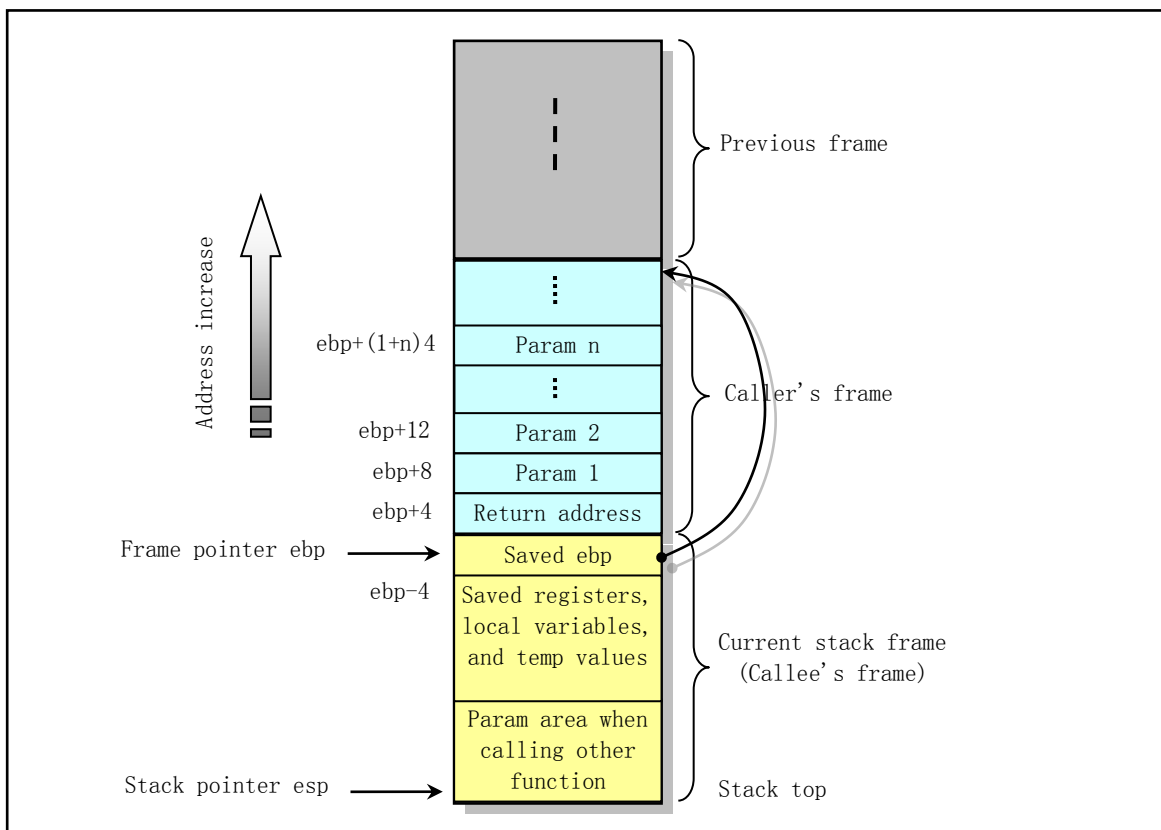 Previous frame
Address increase
ebp+(1+n)4
Param n
Caller's frame
ebp+12
Param 2
ebp+8
Param 1
ebp+4
Return address
Frame pointer ebp
Saved ebp
ebp-4
Saved registers,
local variables,
and temp values
Current stack frame
(Callee's frame)
Param area when
calling other
function
Stack pointer esp
Stack top